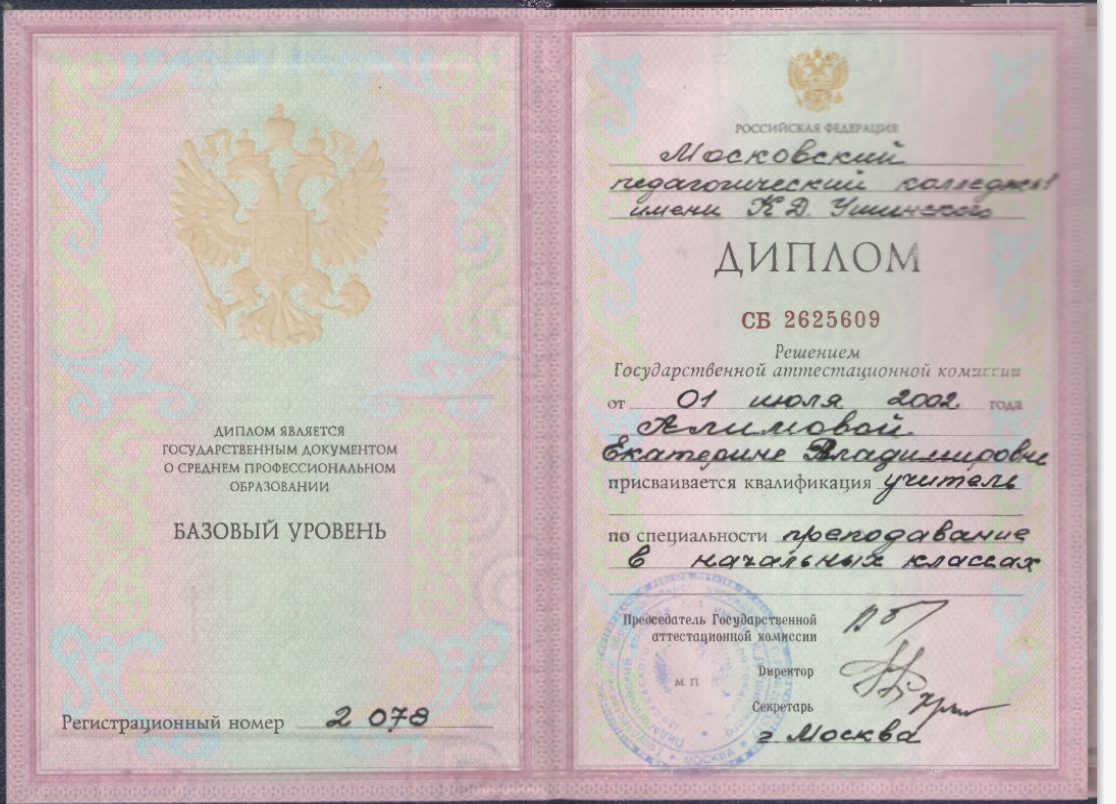 ДИПЛОМ ЯВЛЯЕТСЯ
ГОСУДАРСТВЕННЫМ ДОКУМЕНТОМ
О СРЕДНЕМ ПРОФЕССИОНАЛЬНОМ
ОБРАЗОВАНИИ
БАЗОВЫЙ УРОВЕНЬ
Регистрационный номер 2 078
РОССИЙСКАЯ ФЕДЕРАЦИЯ
Московский
педагогический колледж
имени К.Д. Ушинского
ДИПЛОМ
СБ 2625609
Решением
Государственной аттестационной комиссии
от 01 июля 2002 года
Алимовой
Екатерине Владимировне
присваивается квалификация учитель
по специальности преподавание
в начальных классах
Председатель Государственной
аттестационной комиссии
Директор
М. П.
Секретарь
г. Москва
МОСКВА